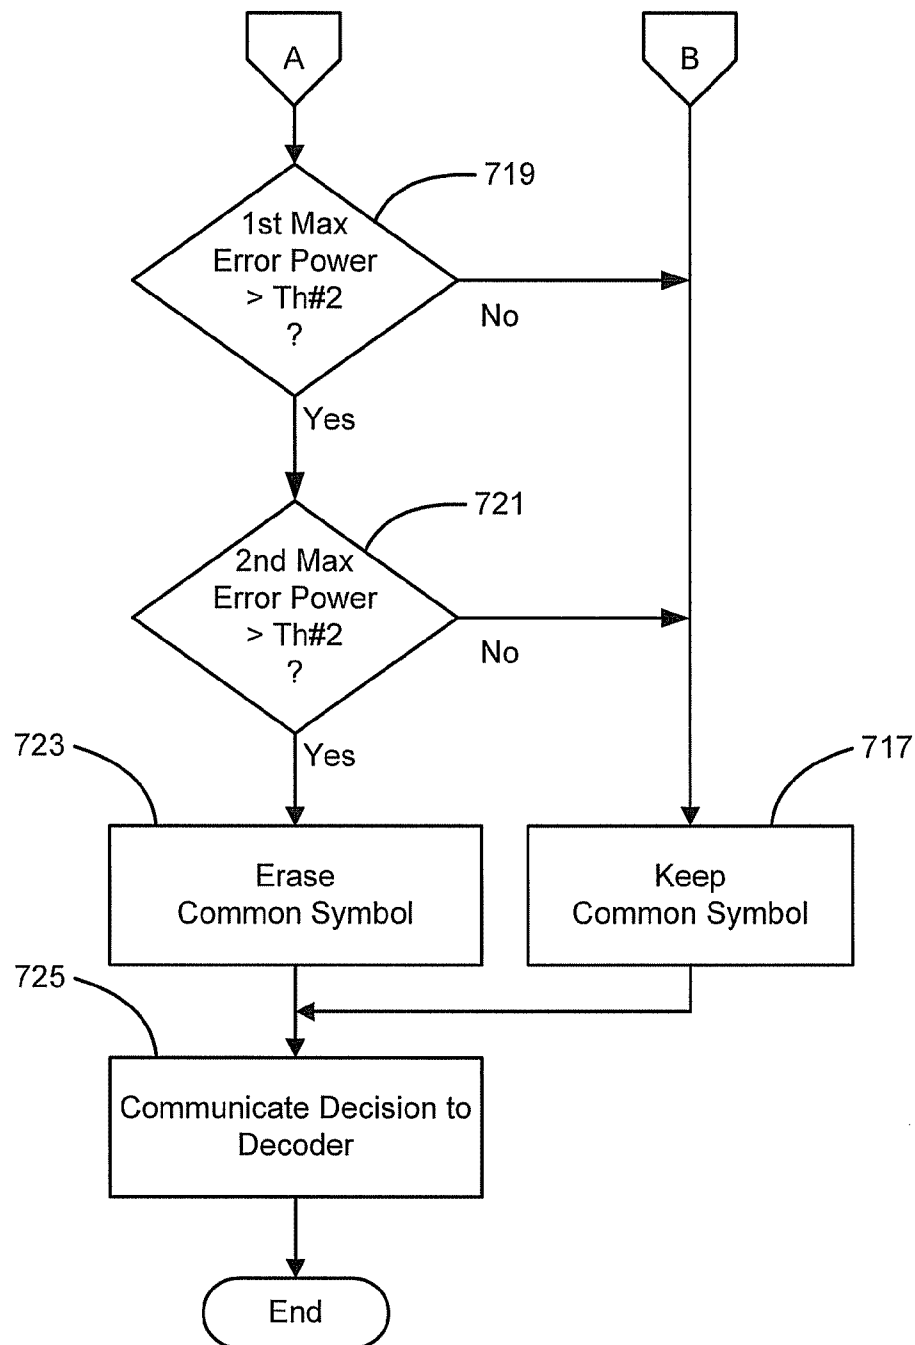 A
B
719
1st Max
Error Power
> Th#2
?
No
Yes
721
2nd Max
Error Power
> Th#2
?
No
Yes
723
717
Erase
Common Symbol
Keep
Common Symbol
725
Communicate Decision to
Decoder
End